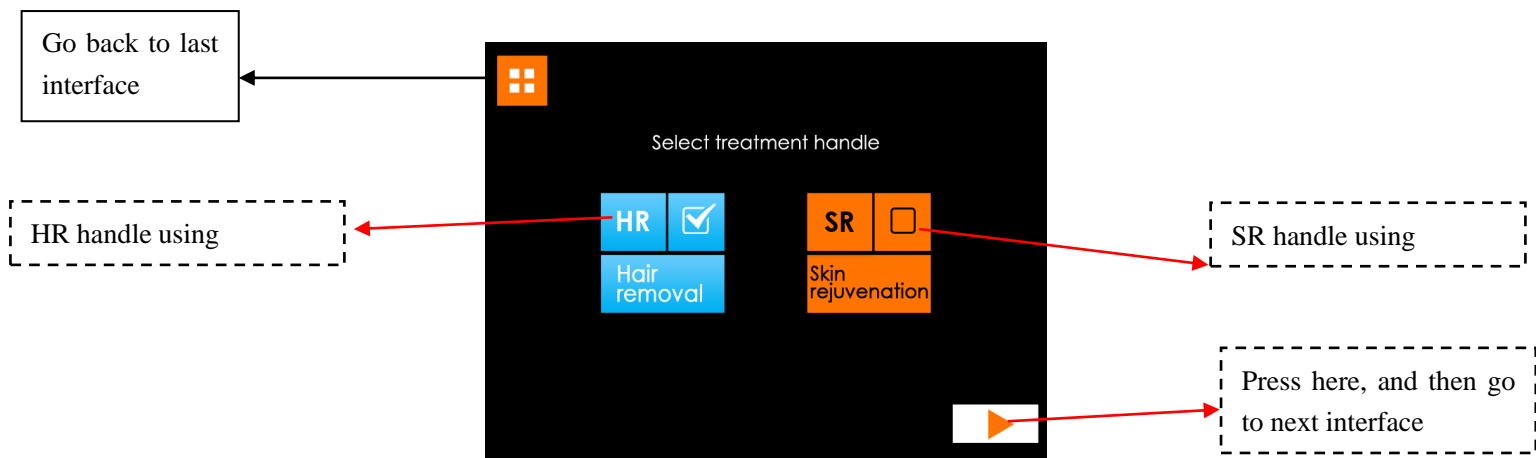 Go back to last
interface
Select treatment handle
HR handle using
HR
SR
Hair
removal
Skin
rejuvenation
SR handle using
Press here, and then go
to next interface